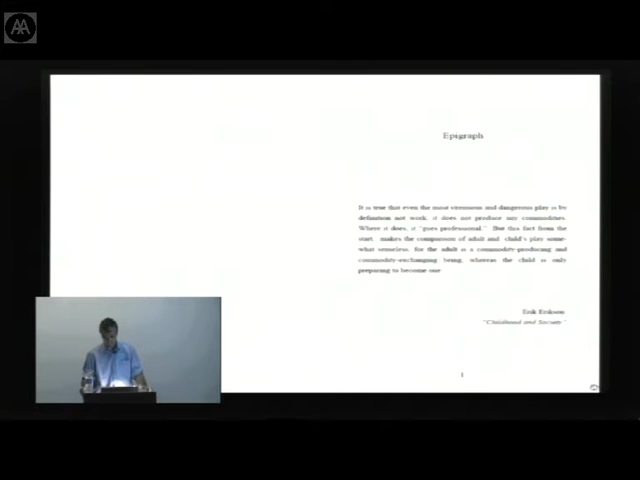 AA
Epigraph
It is true that even the most strenuous and dangerous play is by
definition not work, it does not produce any commodities.
Where it does, it "goes professional." But this fact from the
start, makes the comparison of adult and child's play some-
what senseless, for the adult is a commodity-producing and
commodity-exchanging being, whereas the child is only
preparing to become one
Erik Erikson
"Childhood and Society"
1